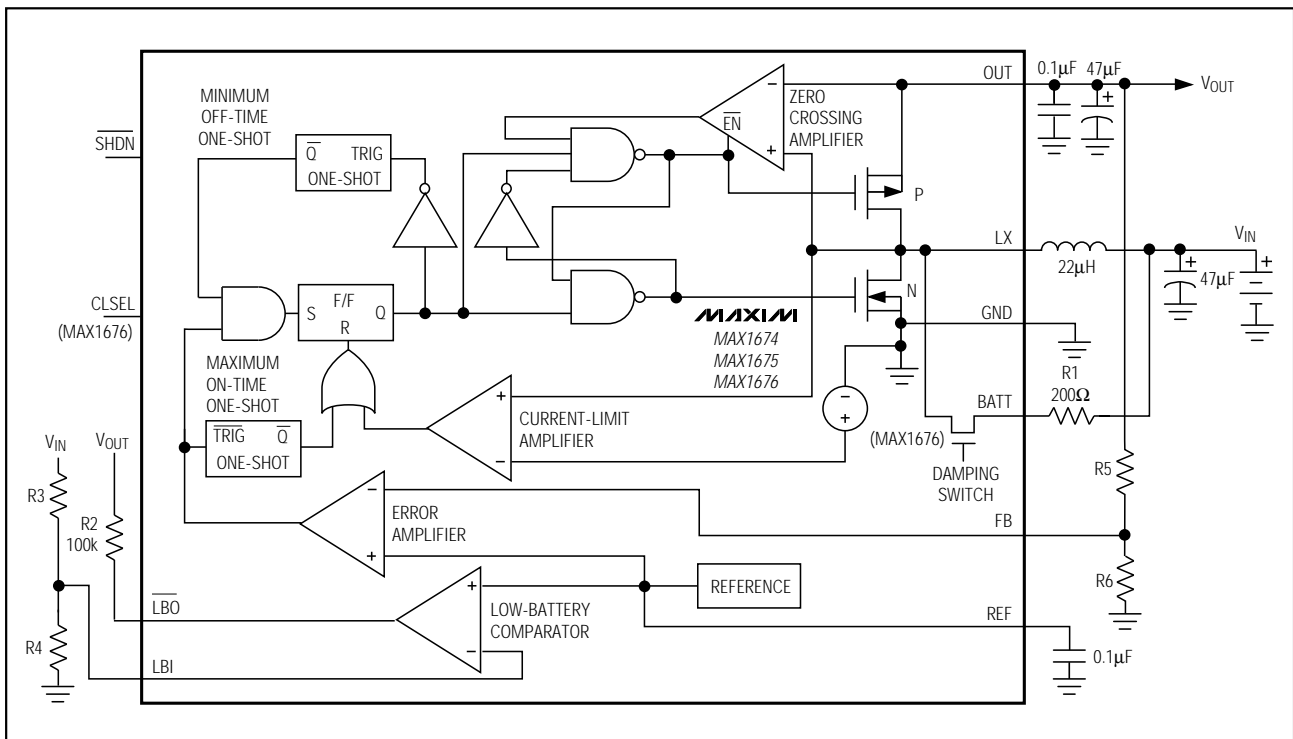 MINIMUM
OFF-TIME
ONE-SHOT
SHDN
Q TRIG
ONE-SHOT
EN
−
+
ZERO
CROSSING
AMPLIFIER
OUT
0.1µF
47µF
+
VOUT
P
LX
22µH
VIN
+
47µF
+
CLSEL
(MAX1676)
S F/F Q
R
N
GND
MAXIM
MAX1674
MAX1675
MAX1676
MAXIMUM
ON-TIME
ONE-SHOT
TRIG Q
ONE-SHOT
+
−
CURRENT-LIMIT
AMPLIFIER
−
+
(MAX1676)
BATT
R1
200Ω
DAMPING
SWITCH
VIN
VOUT
R3
R2
100k
R4
−
+
ERROR
AMPLIFIER
FB
R5
R6
REFERENCE
REF
0.1µF
LBO
LBI
+
−
LOW-BATTERY
COMPARATOR